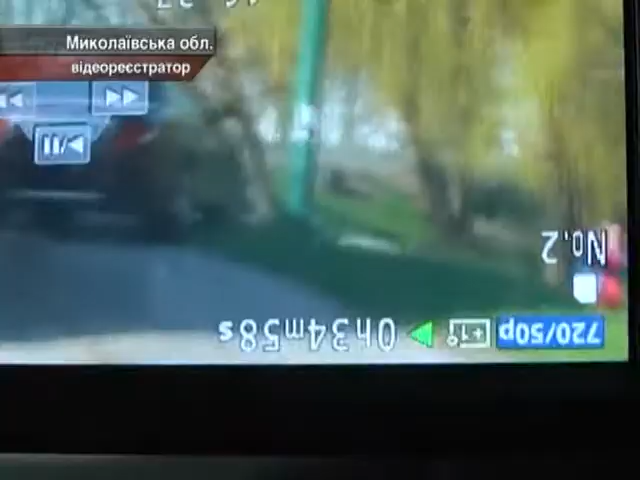 Миколаївська обл.
відеореєстратор
No.2
0h34m58s
720/50p